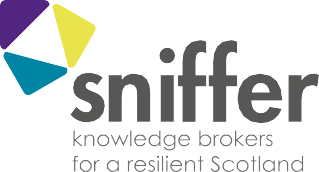 sniffer
knowledge brokers
for a resilient Scotland